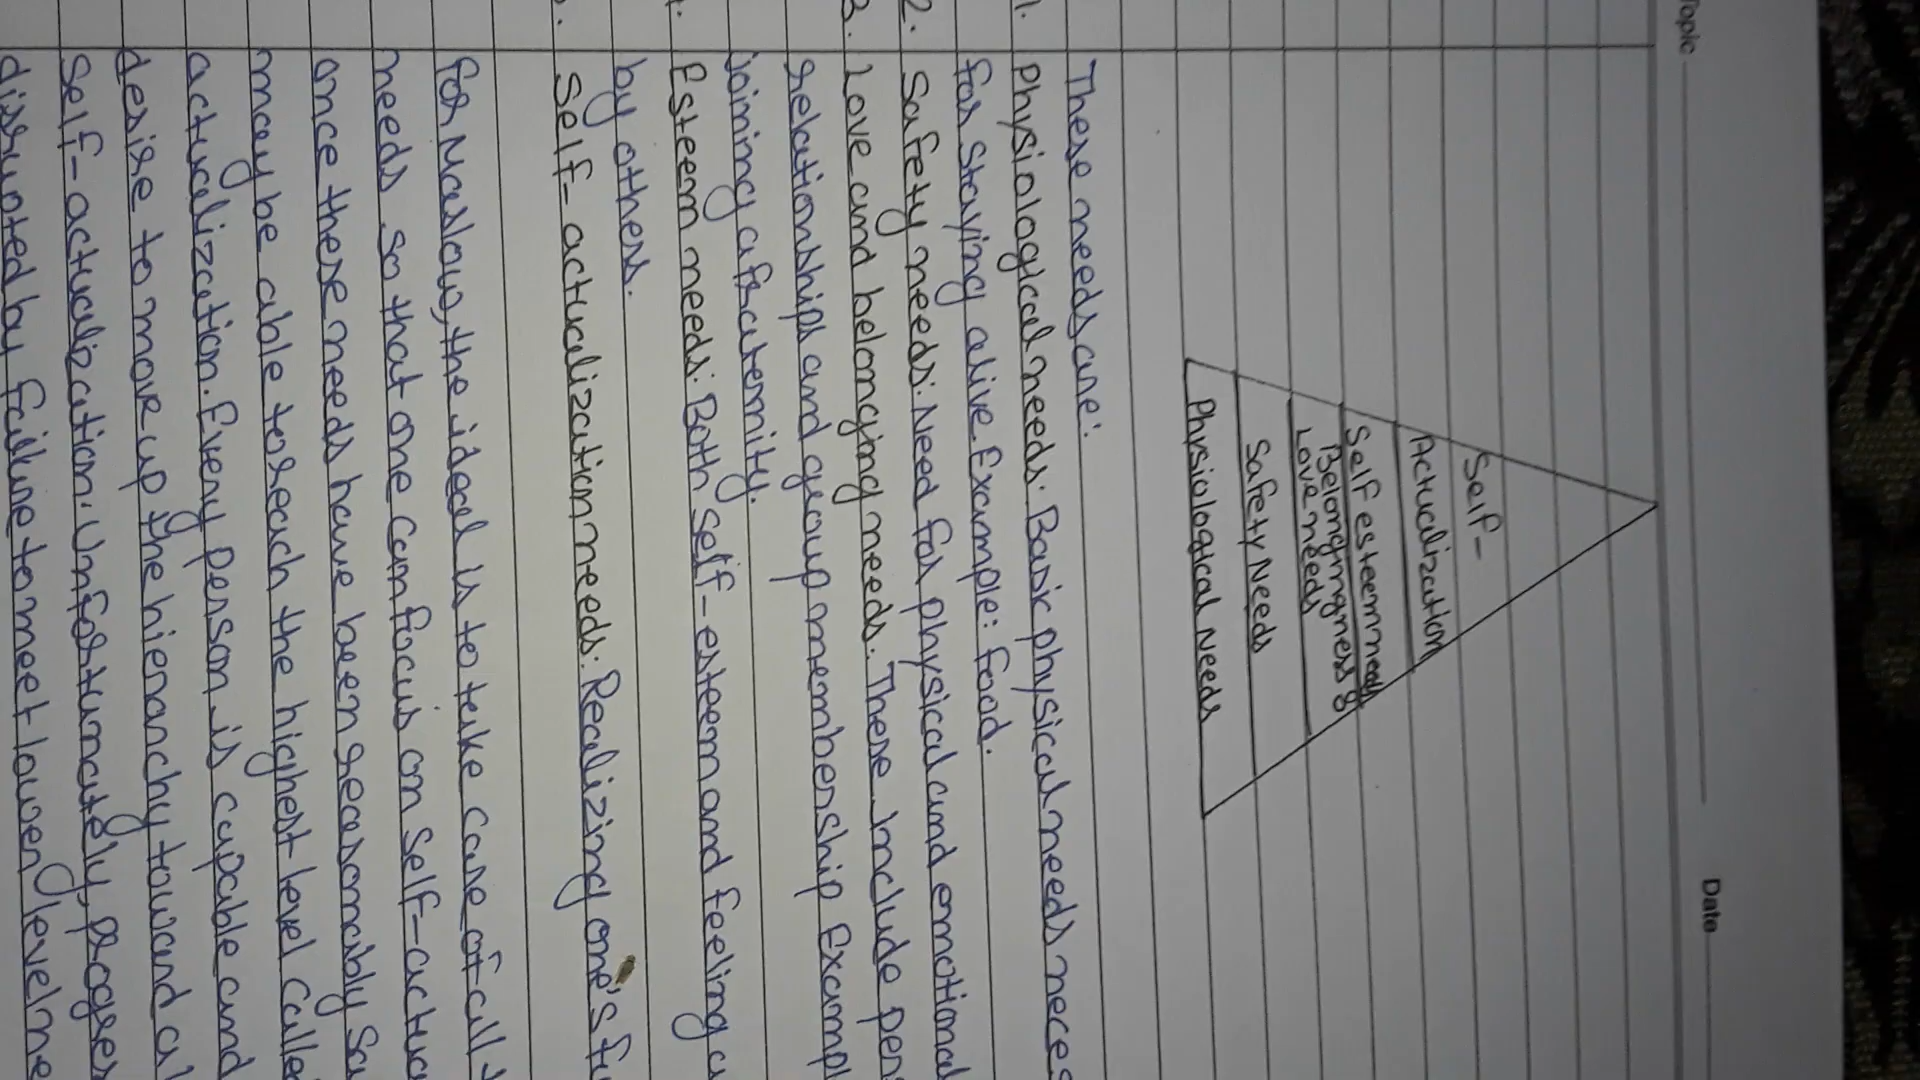 Topic
Date
Self-
Actualization
Self esteem needs
Belongingness &
Love needs
Safety Needs
Physiological Needs
These needs are:
1. Physiological needs: Basic physical needs neces
for staying alive. Example: food.
2. Safety needs: Need for physical and emotional
3. Love and belonging needs. These include per
relationships and group membership Exampl
joining a fraternity.
Esteem needs: Both self-esteem and feeling
by others.
Self-actualization needs: Realizing one's fu
for Maslow, the ideal is to take care of all
needs so that one can focus on self-actua
once these needs have been reasonably Sa
may be able to reach the highest level calle
actualization. Every person is capable and
desire to move up the hierarchy toward a
Self-actualization. Unfortunately, progres
disrupted by failure to meet lower level ne